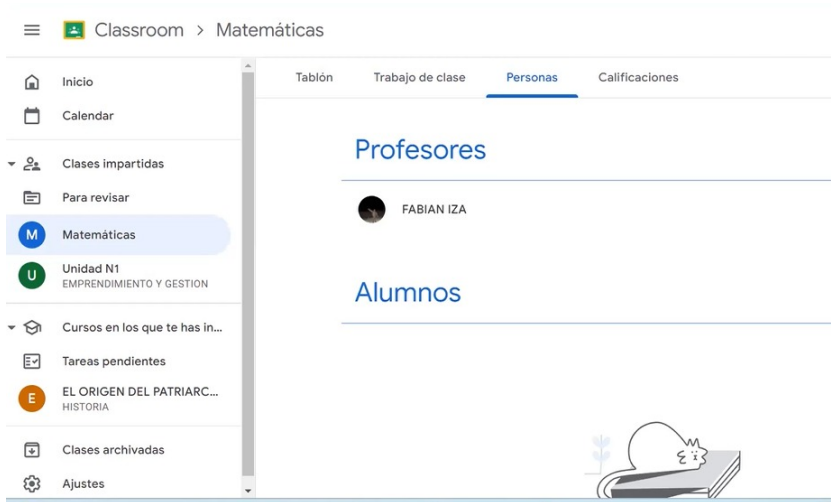 Classroom > Matemáticas
Inicio
Calendar
Clases impartidas
Para revisar
M Matemáticas
U Unidad N1
EMPRENDIMIENTO Y GESTION
Cursos en los que te has in...
Tareas pendientes
E EL ORIGEN DEL PATRIARC...
HISTORIA
Clases archivadas
Ajustes
Tablón Trabajo de clase Personas Calificaciones
Profesores
FABIAN IZA
Alumnos